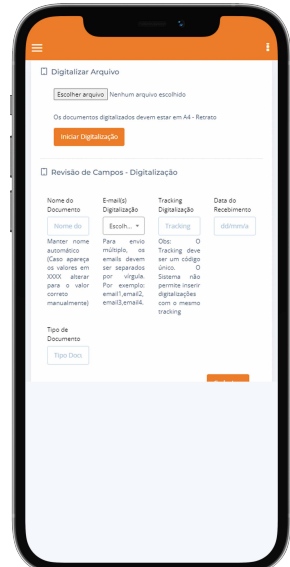 Digitalizar Arquivo
Escolher arquivo Nenhum arquivo escolhido
Os documentos digitalizados devem estar em A4 - Retrato
Iniciar Digitalização
Revisão de Campos - Digitalização
Nome do Documento
Nome do
Manter nome
automático
(Caso apareça
os valores em
XXXX alterar
para o valor
correto
manualmente)
E-mail(s)
Digitalização
Escolh...
Para envio
múltiplo, os
emails devem
ser separados
por vírgula.
Por exemplo:
email1,email2,
email3,email4.
Tracking
Digitalização
Tracking
Obs: O
Tracking deve
ser um código
único. O
Sistema não
permite inserir
digitalizações
com o mesmo
tracking
Data do
Recebimento
dd/mm/a
Tipo de
Documento
Tipo Docs